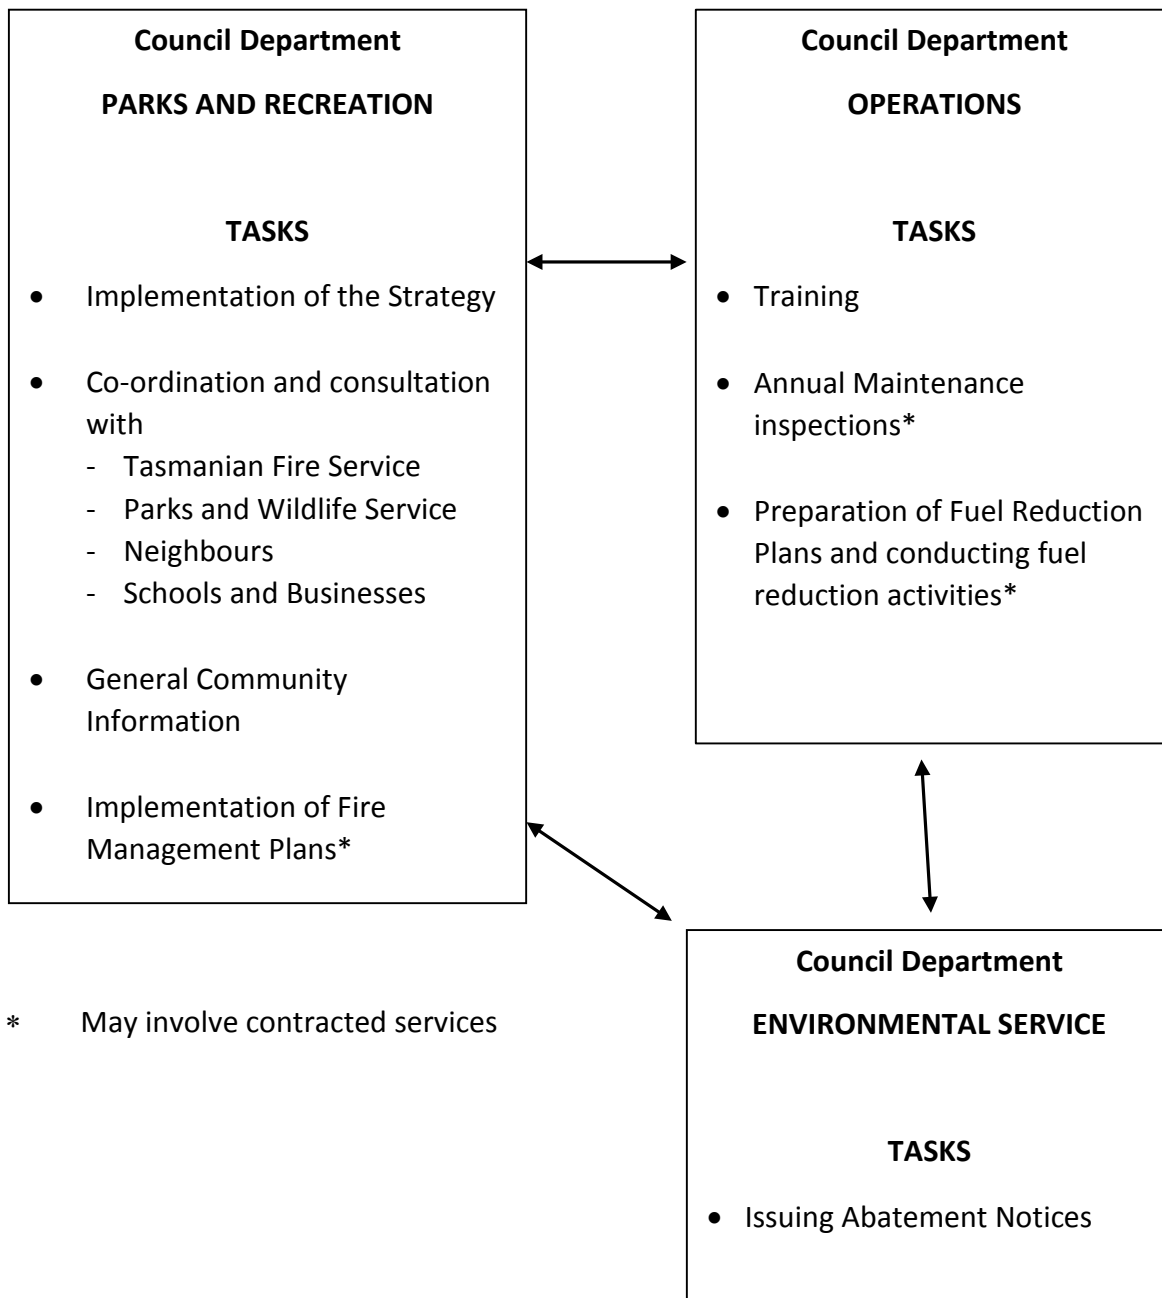 Council Department
PARKS AND RECREATION
TASKS
• Implementation of the Strategy
• Co-ordination and consultation
with
- Tasmanian Fire Service
- Parks and Wildlife Service
- Neighbours
- Schools and Businesses
• General Community
Information
• Implementation of Fire
Management Plans*
Council Department
OPERATIONS
TASKS
• Training
• Annual Maintenance
inspections*
• Preparation of Fuel Reduction
Plans and conducting fuel
reduction activities*
Council Department
ENVIRONMENTAL SERVICE
TASKS
• Issuing Abatement Notices
* May involve contracted services